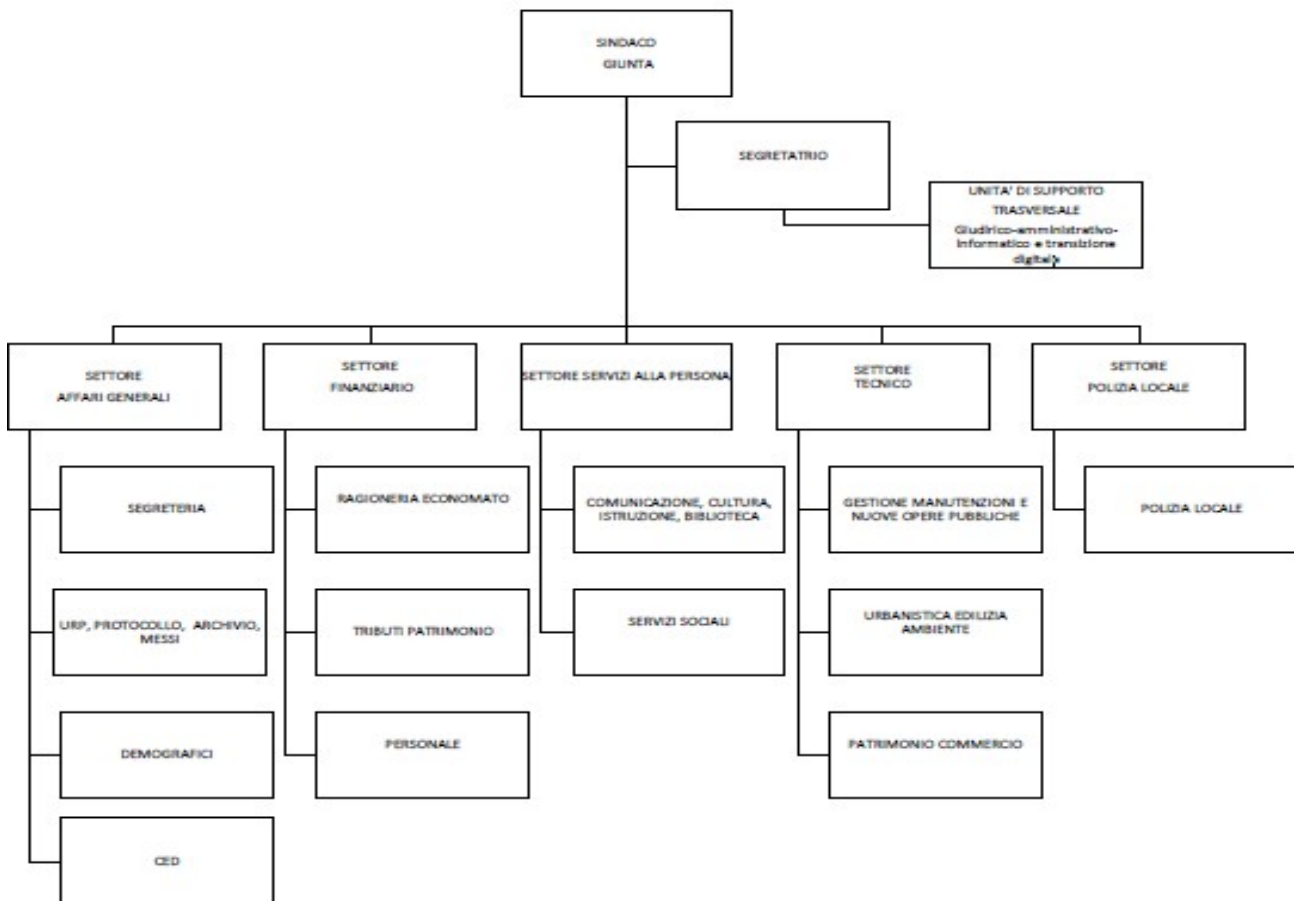 SINDACO
GIUNTA
SEGRETATRIO
UNITA' DI SUPPORTO
TRASVERSALE
Giudirico-amministrativo-
informatico e transizione
digitale
SETTORE
AFFARI GENERALI
SETTORE
FINANZIARIO
SETTORE SERVIZI ALLA PERSONA
SETTORE
TECNICO
SETTORE
POLIZIA LOCALE
SEGRETERIA
RAGIONERIA ECONOMATO
COMUNICAZIONE, CULTURA,
ISTRUZIONE, BIBLIOTECA
GESTIONE MANUTENZIONI E
NUOVE OPERE PUBBLICHE
POLIZIA LOCALE
URP, PROTOCOLLO, ARCHIVIO,
MESSI
TRIBUTI PATRIMONIO
SERVIZI SOCIALI
URBANISTICA EDILIZIA
AMBIENTE
DEMOGRAFICI
PERSONALE
PATRIMONIO COMMERCIO
CED